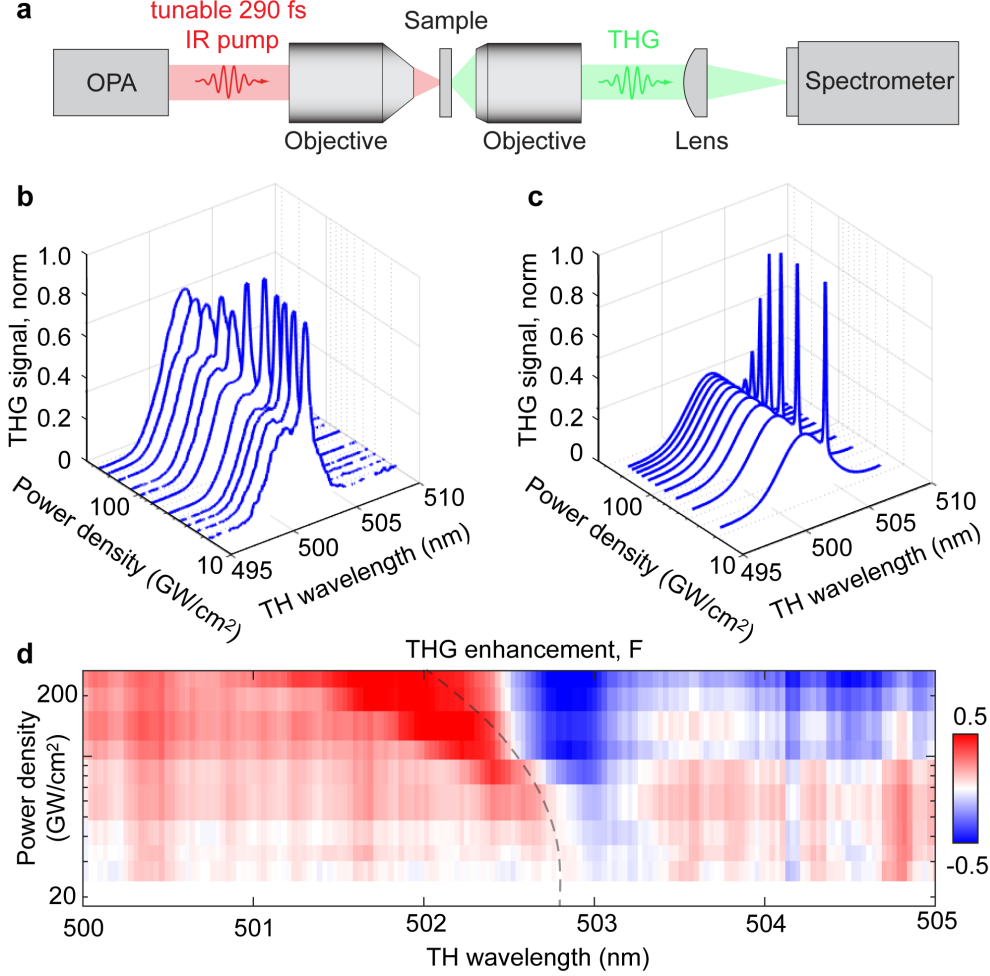 a
tunable 290 fs
IR pump
Sample
THG
OPA
Spectrometer
Objective
Objective
Lens
b
THG signal, norm
1.0
0.8
0.6
0.4
0.2
0
100
10
Power density (GW/cm2)
495
500
505
510
TH wavelength (nm)
c
THG signal, norm
1.0
0.8
0.6
0.4
0.2
0
100
10
Power density (GW/cm2)
495
500
505
510
TH wavelength (nm)
d
THG enhancement, F
Power density
(GW/cm2)
200
20
500
501
502
503
504
505
TH wavelength (nm)
0.5
-0.5